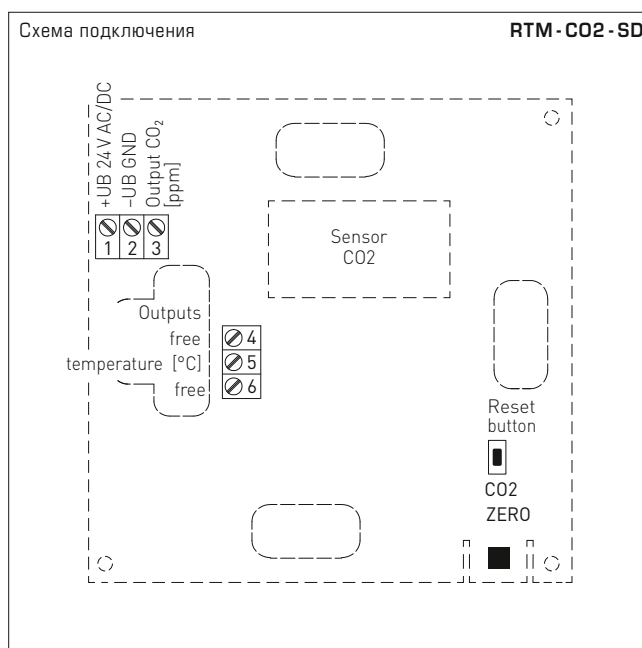 Схема подключения
RTM-CO2-SD
+UB 24V AC/DC
–UB GND
Output CO₂
[ppm]
1 2 3
Sensor
CO2
Outputs
free 4
temperature [°C] 5
free 6
Reset
button
CO2
ZERO